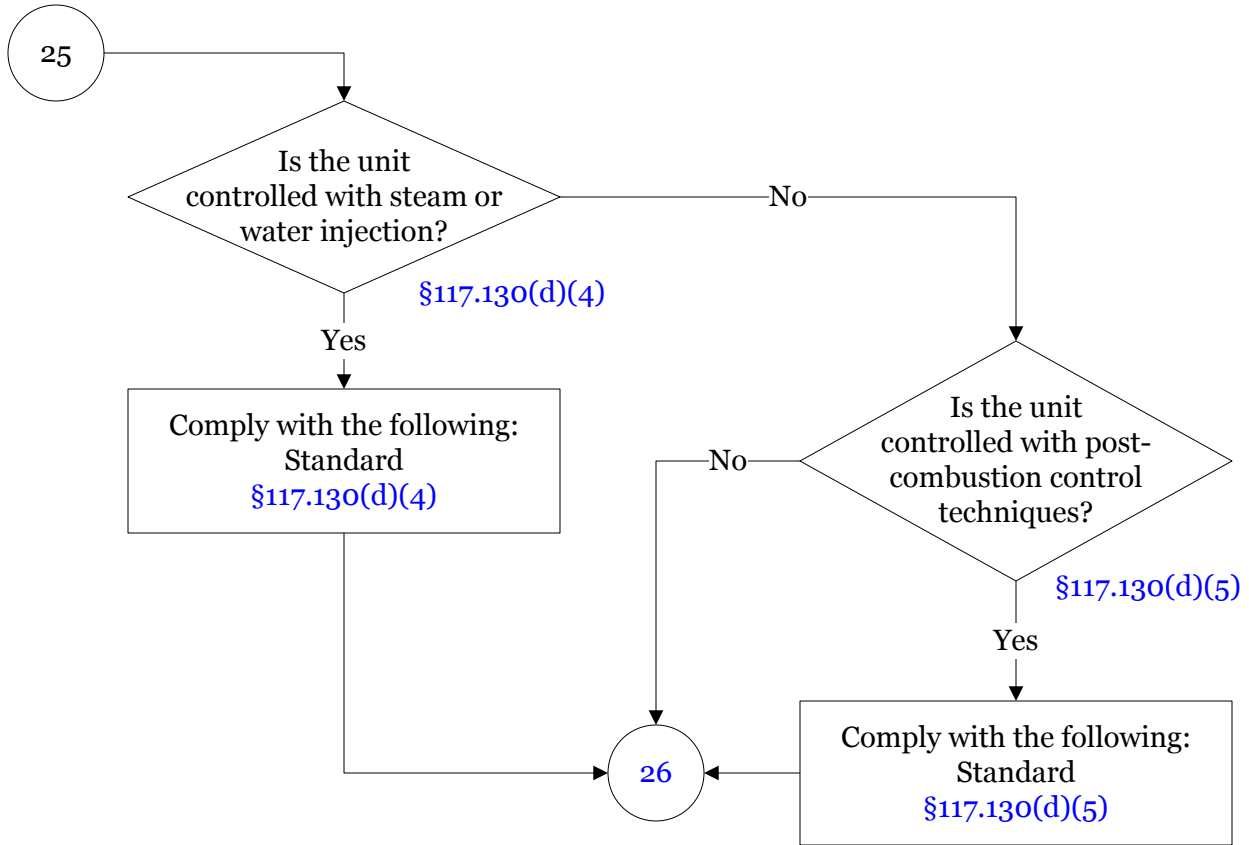 25
Is the unit
controlled with steam or
water injection?
No
§117.130(d)(4)
Yes
Comply with the following:
Standard
§117.130(d)(4)
Is the unit
controlled with post-
combustion control
techniques?
No
§117.130(d)(5)
Yes
26
Comply with the following:
Standard
§117.130(d)(5)